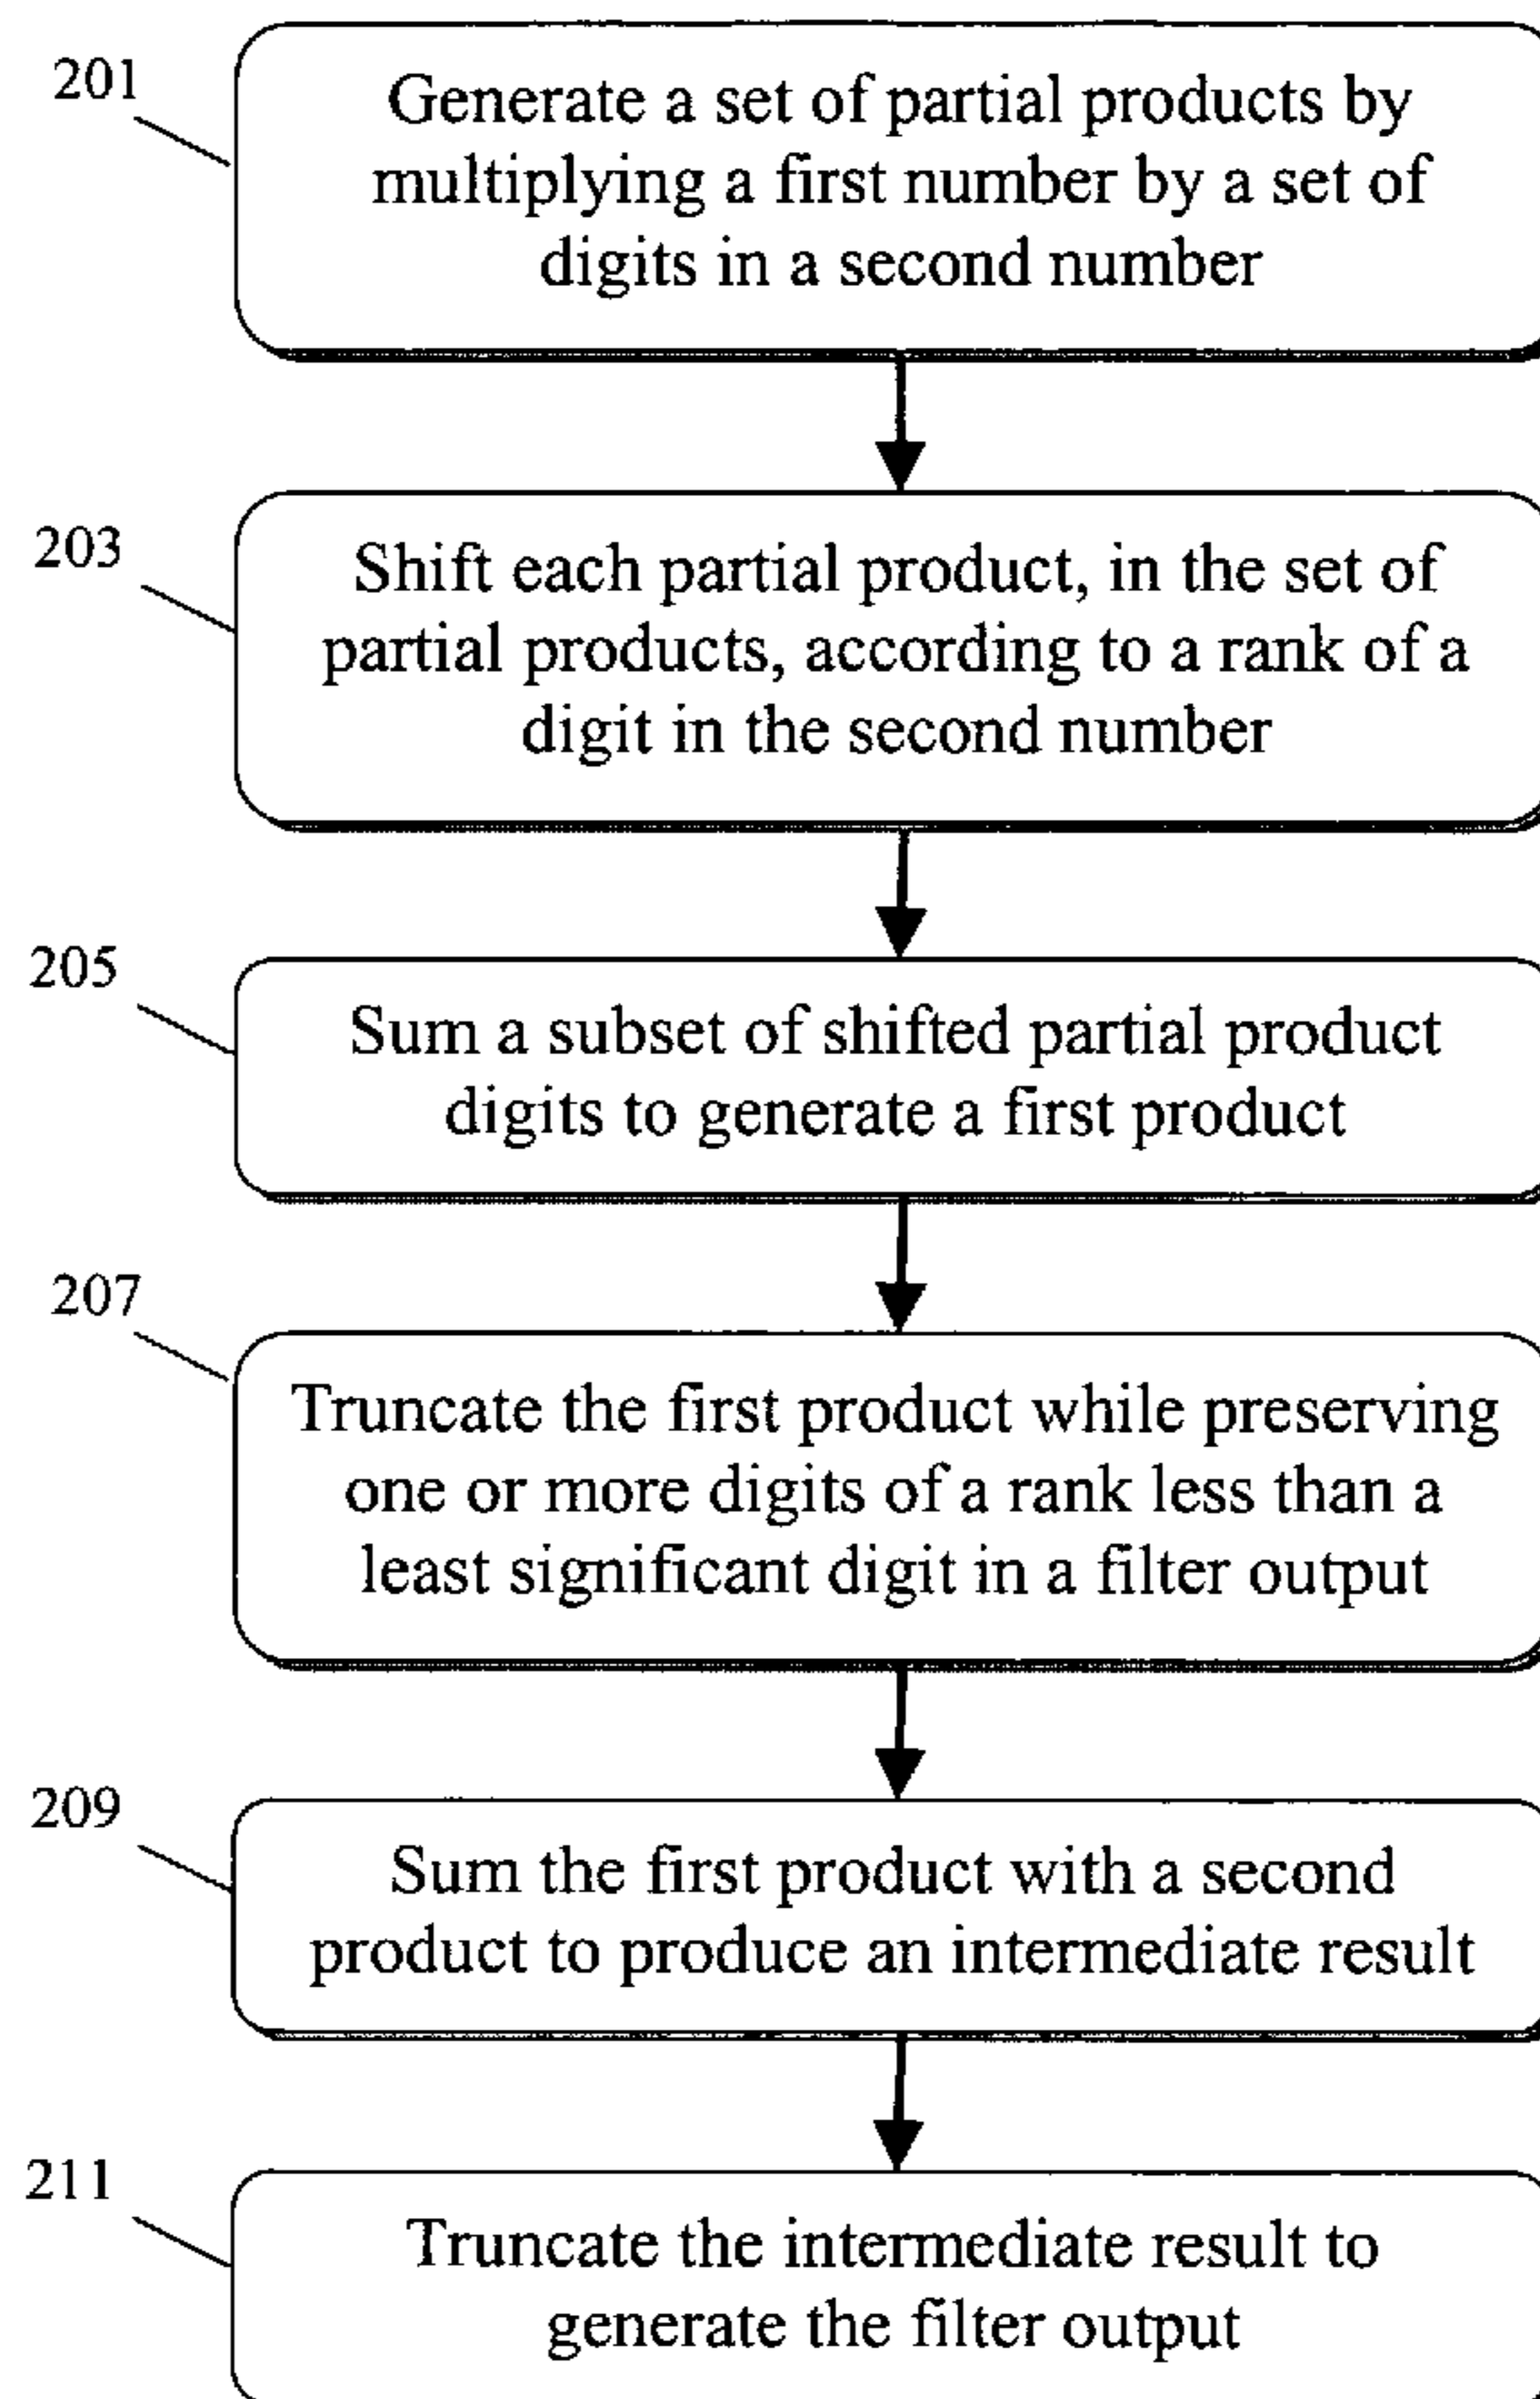 201
Generate a set of partial products by
multiplying a first number by a set of
digits in a second number
203
Shift each partial product, in the set of
partial products, according to a rank of a
digit in the second number
205
Sum a subset of shifted partial product
digits to generate a first product
207
Truncate the first product while preserving
one or more digits of a rank less than a
least significant digit in a filter output
209
Sum the first product with a second
product to produce an intermediate result
211
Truncate the intermediate result to
generate the filter output